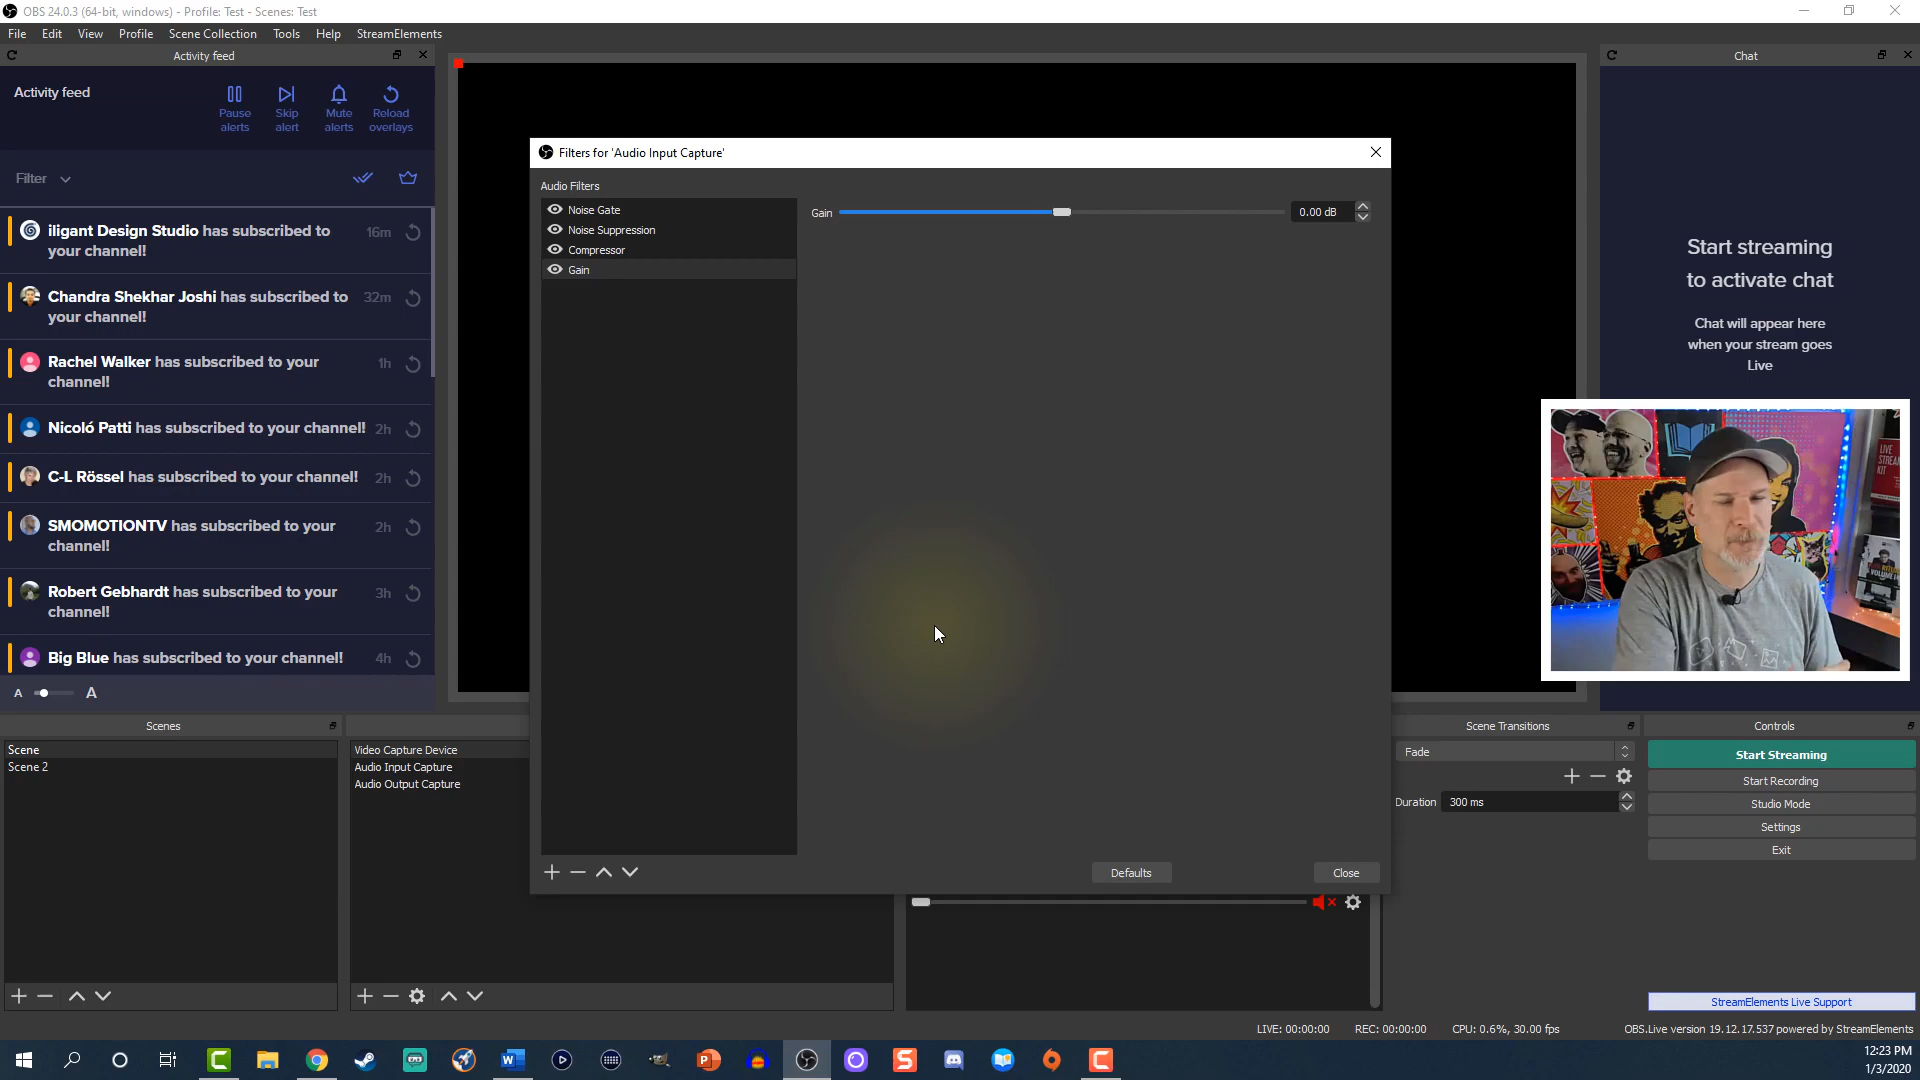 OBS 24.0.3 (64-bit, windows) - Profile: Test - Scenes: Test
File Edit View Profile Scene Collection Tools Help StreamElements
Activity feed
Chat
Activity feed
Pause alerts
Skip alert
Mute alerts
Reload overlays
Filter
iligant Design Studio has subscribed to your channel!
16m
Chandra Shekhar Joshi has subscribed to your channel!
32m
Rachel Walker has subscribed to your channel!
1h
Nicoló Patti has subscribed to your channel!
2h
C-L Rössel has subscribed to your channel!
2h
SMOMOTIONTV has subscribed to your channel!
2h
Robert Gebhardt has subscribed to your channel!
3h
Big Blue has subscribed to your channel!
4h
A A
Filters for 'Audio Input Capture'
Audio Filters
Noise Gate
Noise Suppression
Compressor
Gain
Gain
0.00 dB
Defaults
Close
Start streaming
to activate chat
Chat will appear here
when your stream goes
Live
LIVE
STREAM
KIT
Scenes
Scene
Scene 2
Video Capture Device
Audio Input Capture
Audio Output Capture
Scene Transitions
Fade
Duration 300 ms
Controls
Start Streaming
Start Recording
Studio Mode
Settings
Exit
StreamElements Live Support
LIVE: 00:00:00
REC: 00:00:00
CPU: 0.6%, 30.00 fps
OBS.Live version 19.12.17.537 powered by StreamElements
12:23 PM
1/3/2020